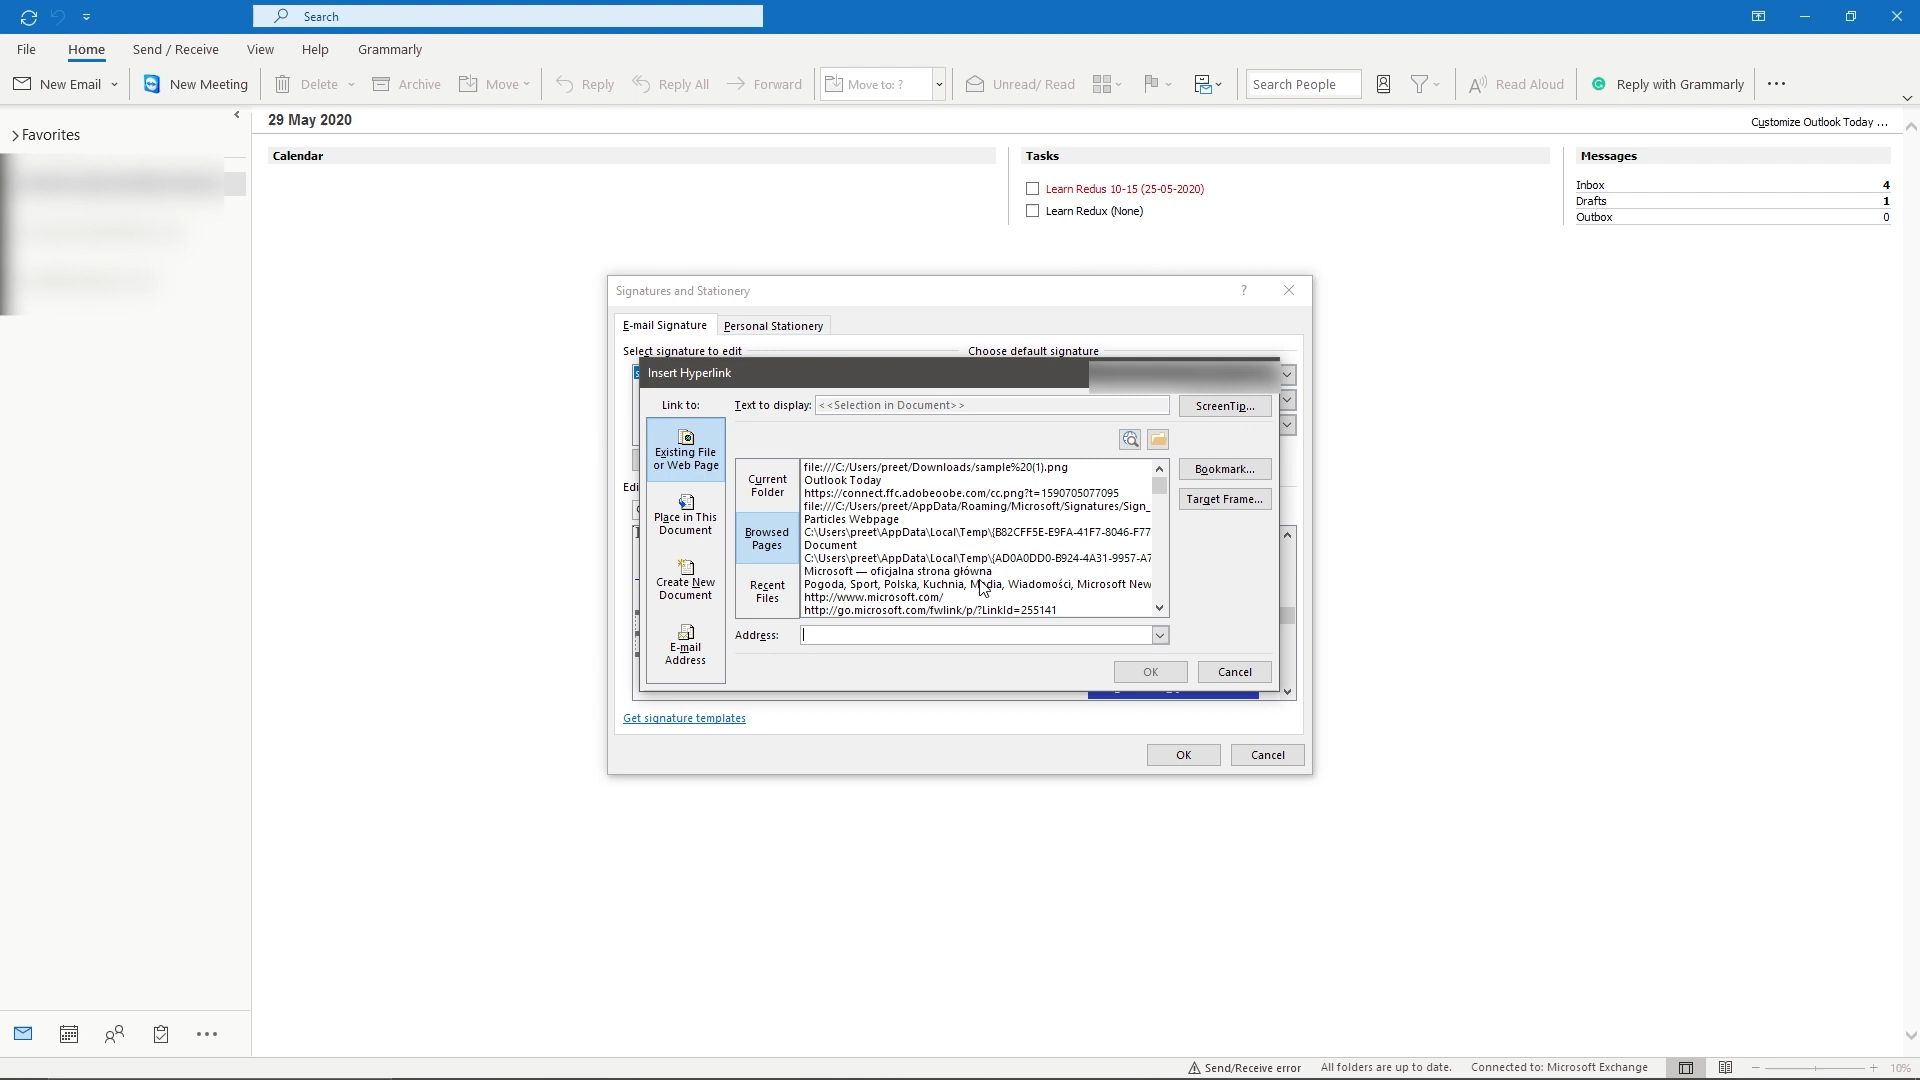 Search
File Home Send / Receive View Help Grammarly
New Email New Meeting Delete Archive Move Reply Reply All Forward Move to: ? Unread/ Read Search People Read Aloud Reply with Grammarly
Favorites
29 May 2020
Customize Outlook Today ...
Calendar
Tasks
Learn Redus 10-15 (25-05-2020)
Learn Redux (None)
Messages
Inbox 4
Drafts 1
Outbox 0
Signatures and Stationery
E-mail Signature Personal Stationery
Select signature to edit Choose default signature
Insert Hyperlink
Link to:
Text to display: <<Selection in Document>> ScreenTip...
Existing File
or Web Page
Place in This
Document
Create New
Document
E-mail
Address
Current
Folder
Browsed
Pages
Recent
Files
file:///C:/Users/preet/Downloads/sample%20(1).png
Outlook Today
https://connect.ffc.adobeoobe.com/cc.png?t=1590705077095
file:///C:/Users/preet/AppData/Roaming/Microsoft/Signatures/Sign_
Particles Webpage
C:\Users\preet\AppData\Local\Temp\{B82CFF5E-E9FA-41F7-8046-F77
Document
C:\Users\preet\AppData\Local\Temp\{AD0A0DD0-B924-4A31-9957-A7
Microsoft — oficjalna strona główna
Pogoda, Sport, Polska, Kuchnia, Media, Wiadomości, Microsoft New
http://www.microsoft.com/
http://go.microsoft.com/fwlink/p/?LinkId=255141
Bookmark...
Target Frame...
Edi
Address:
OK Cancel
Get signature templates
OK Cancel
Send/Receive error All folders are up to date. Connected to: Microsoft Exchange 10%